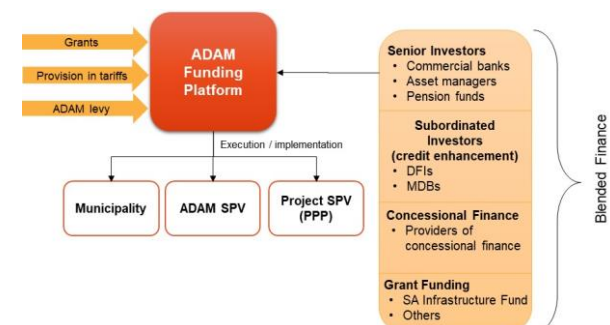 Grants
Provision in tariffs
ADAM levy
ADAM
Funding
Platform
Execution / implementation
Municipality
ADAM SPV
Project SPV
(PPP)
Senior Investors
• Commercial banks
• Asset managers
• Pension funds
Subordinated
Investors
(credit enhancement)
• DFIs
• MDBs
Concessional Finance
• Providers of
concessional finance
Grant Funding
• SA Infrastructure Fund
• Others
Blended Finance